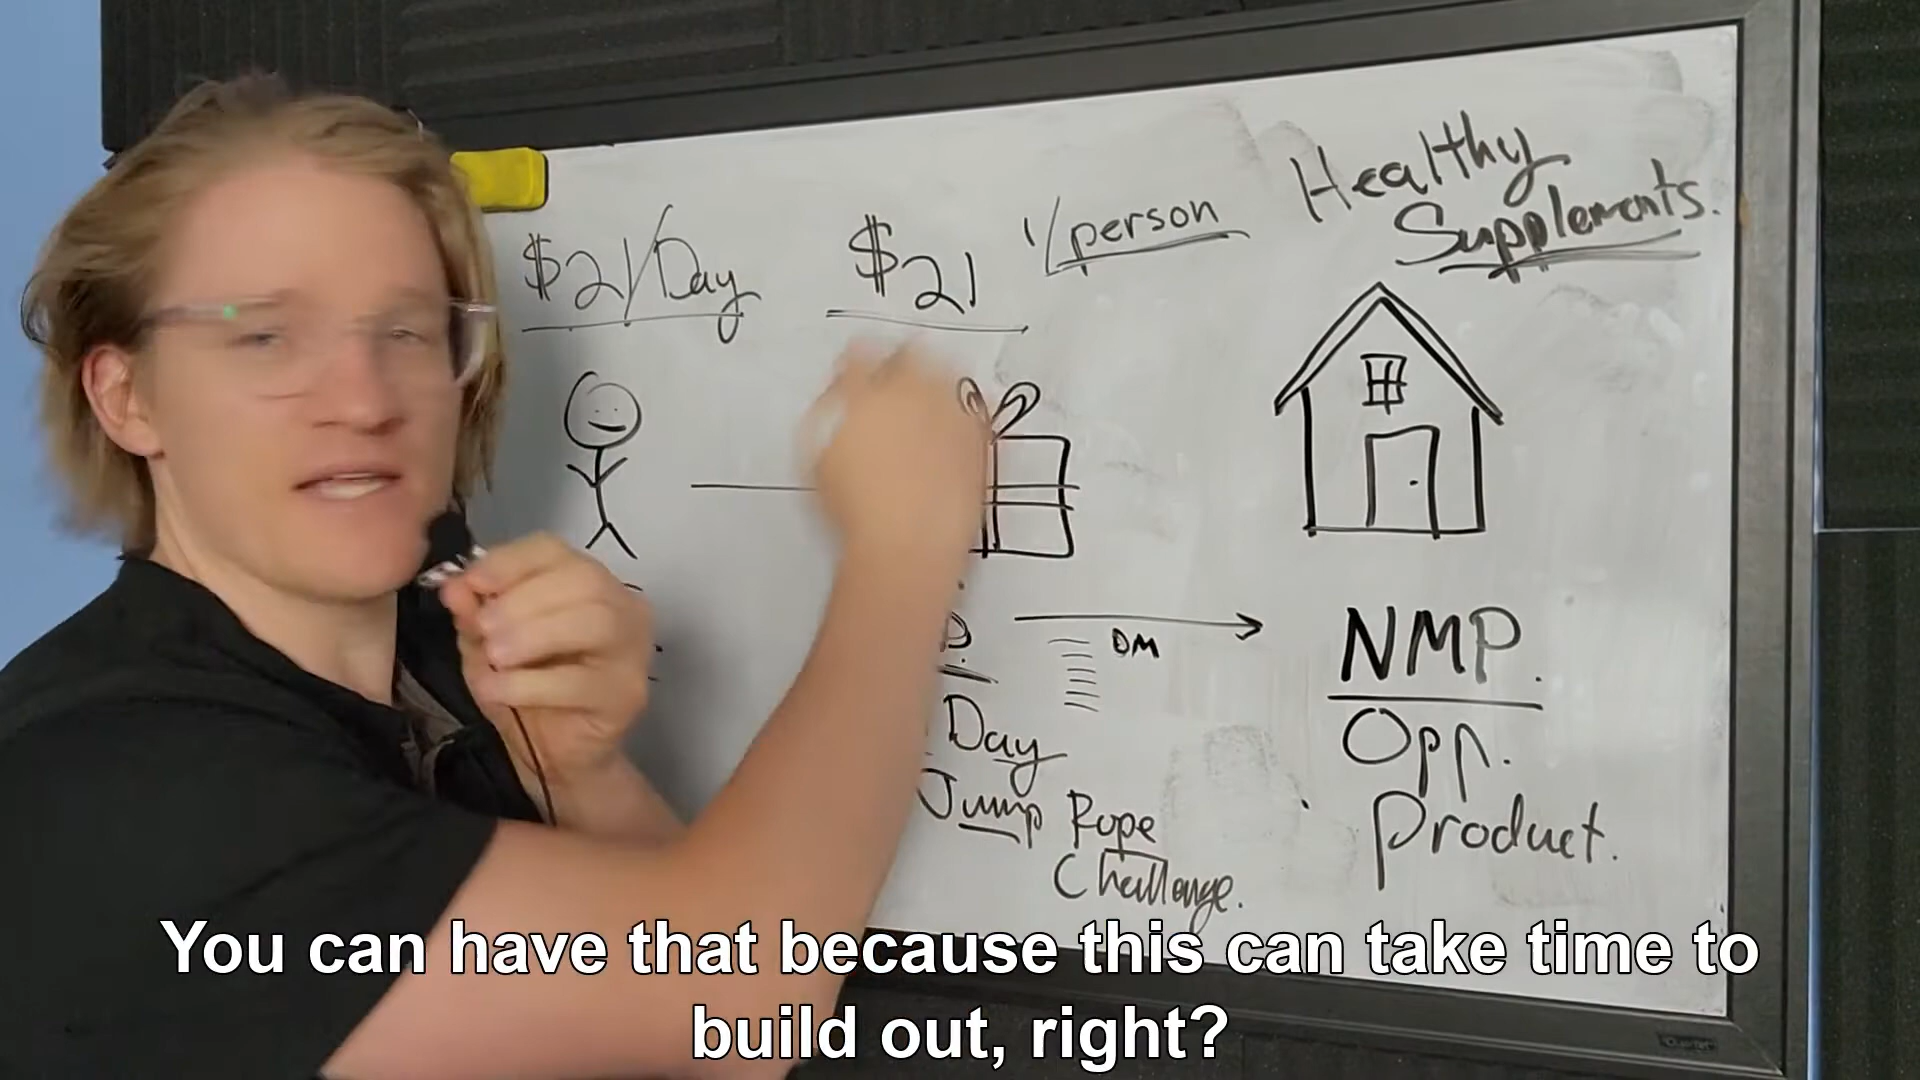 Healthy
Supplements.
$21/Day
$21
1/person
DM
NMP.
Day
Opp.
Jump Rope
Product.
Challenge.
You can have that because this can take time to
build out, right?